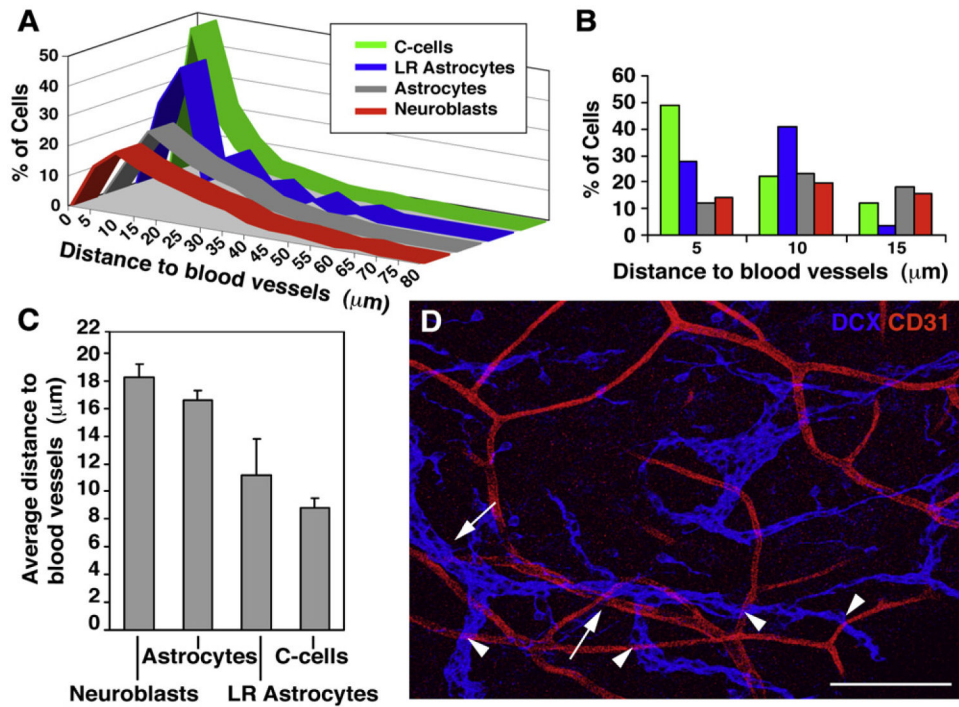 A
50
40
30
20
10
0
% of Cells
C-cells
LR Astrocytes
Astrocytes
Neuroblasts
0 5 10 15 20 25 30 35 40 45 50 55 60 65 70 75 80
Distance to blood vessels (μm)
B
60
50
40
30
20
10
0
% of Cells
5 10 15
Distance to blood vessels (μm)
C
22
20
18
16
14
12
10
8
6
4
2
0
Average distance to
blood vessels (μm)
Astrocytes C-cells
Neuroblasts LR Astrocytes
D
DCX CD31